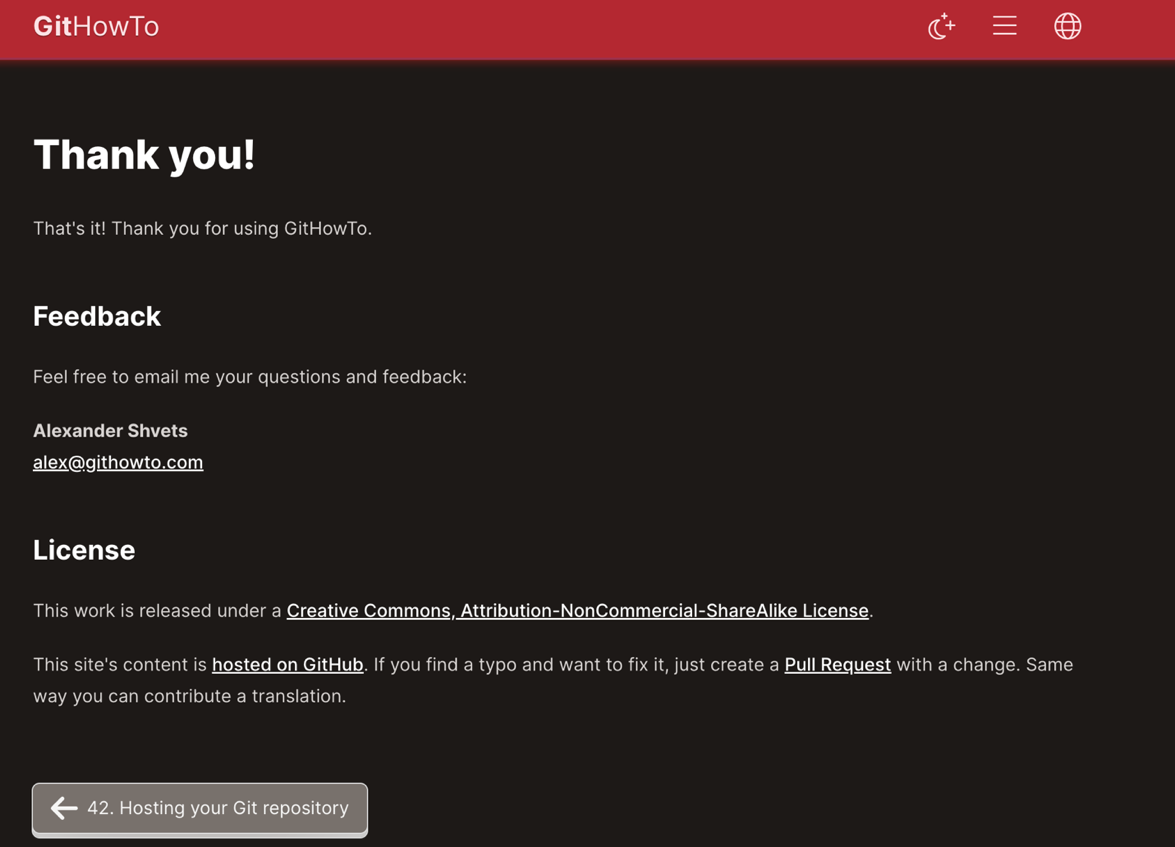 GitHowTo
Thank you!
That's it! Thank you for using GitHowTo.
Feedback
Feel free to email me your questions and feedback:
Alexander Shvets
alex@githowto.com
License
This work is released under a Creative Commons, Attribution-NonCommercial-ShareAlike License.
This site's content is hosted on GitHub. If you find a typo and want to fix it, just create a Pull Request with a change. Same
way you can contribute a translation.
42. Hosting your Git repository